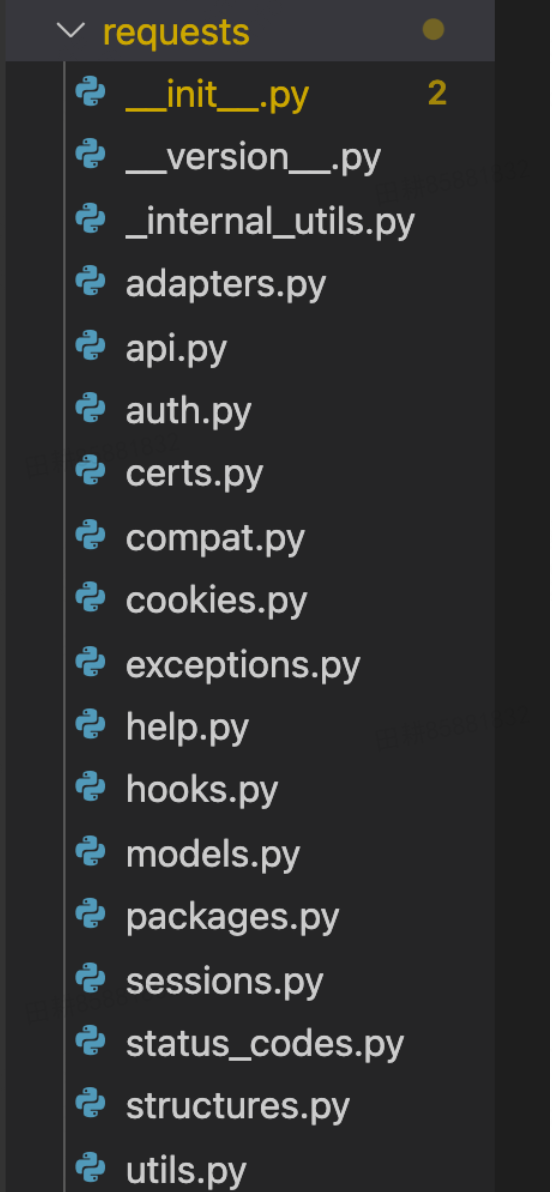 requests
__init__.py 2
__version__.py
_internal_utils.py
adapters.py
api.py
auth.py
certs.py
compat.py
cookies.py
exceptions.py
help.py
hooks.py
models.py
packages.py
sessions.py
status_codes.py
structures.py
utils.py